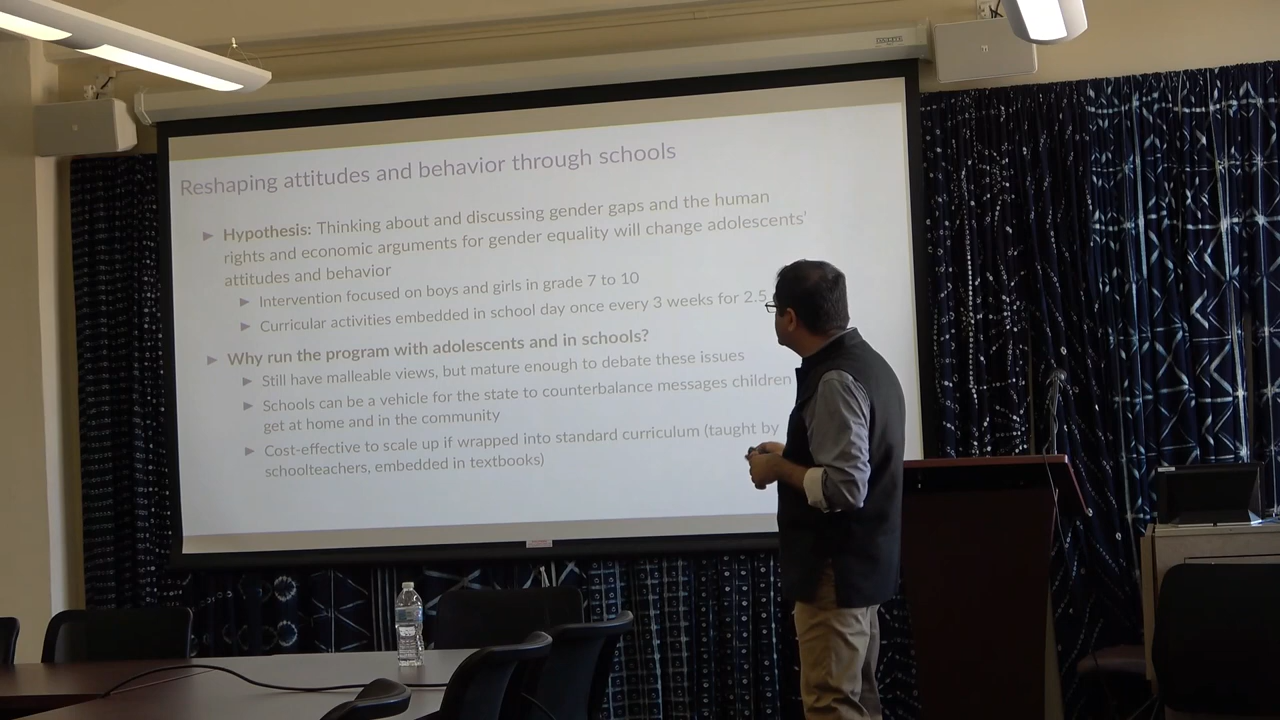 Reshaping attitudes and behavior through schools
Hypothesis: Thinking about and discussing gender gaps and the human
rights and economic arguments for gender equality will change adolescents'
attitudes and behavior
Intervention focused on boys and girls in grade 7 to 10
Curricular activities embedded in school day once every 3 weeks for 2.5
Why run the program with adolescents and in schools?
Still have malleable views, but mature enough to debate these issues
Schools can be a vehicle for the state to counterbalance messages children
get at home and in the community
Cost-effective to scale up if wrapped into standard curriculum (taught by
schoolteachers, embedded in textbooks)